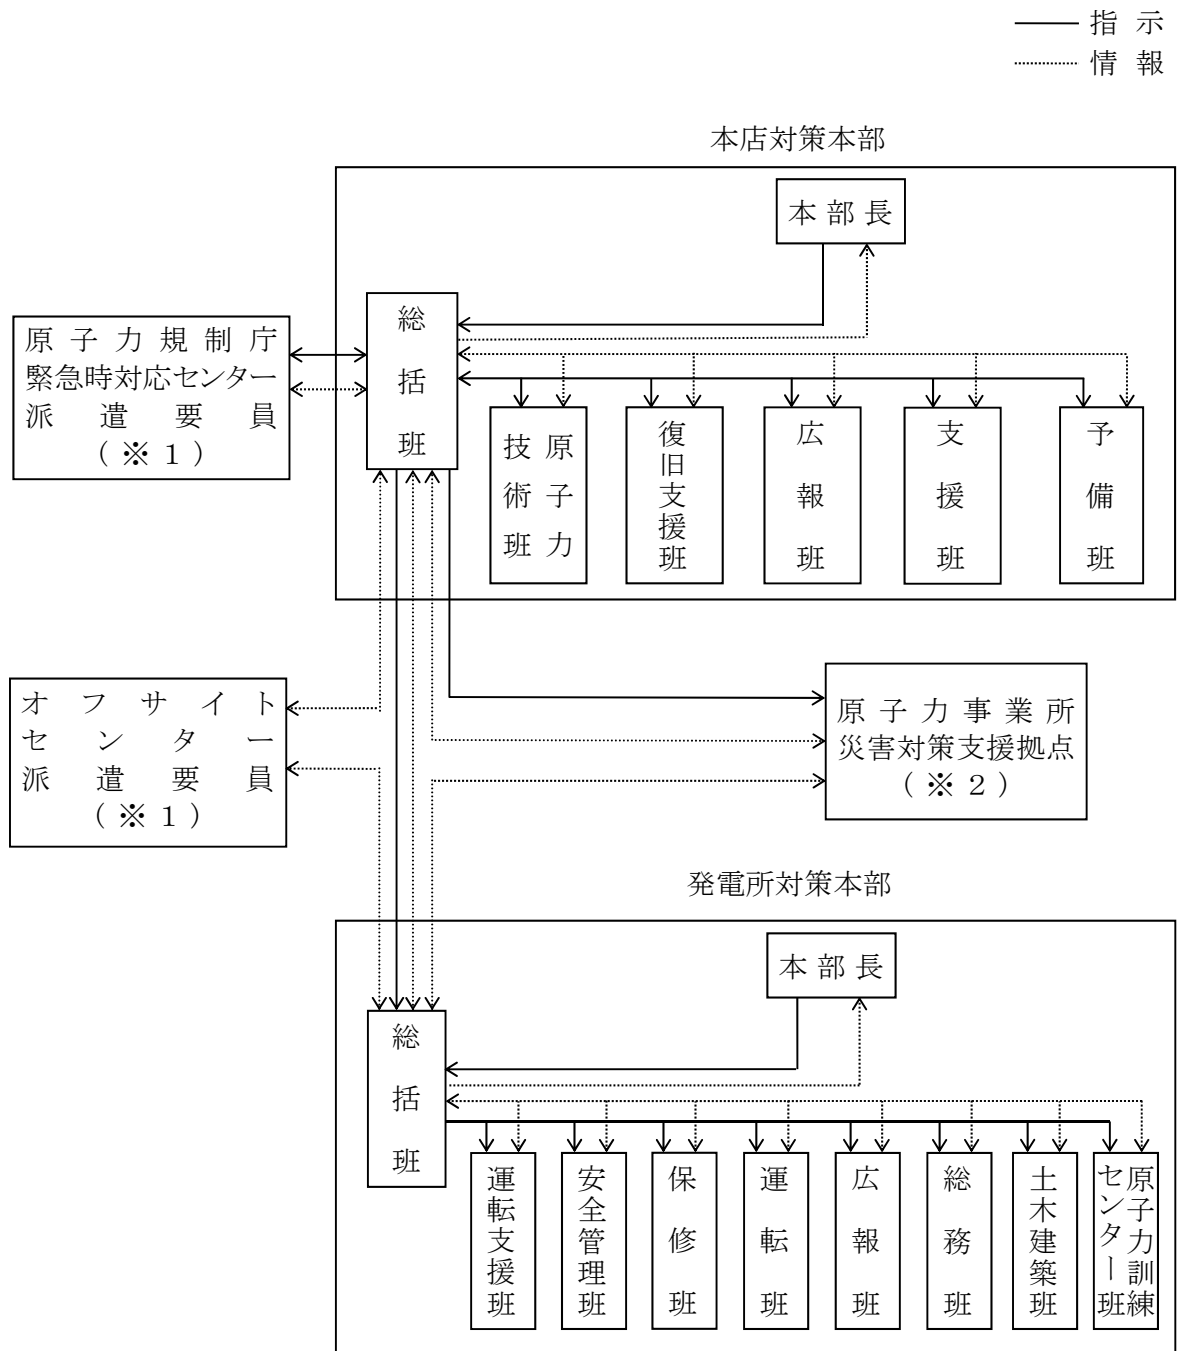 指示
情報
本店対策本部
本部長
総括班
原子力規制庁
緊急時対応センター
派遣要員
(※1)
原子力
技術班
復旧支援班
広報班
支援班
予備班
オフサイト
センター
派遣要員
(※1)
原子力事業所
災害対策支援拠点
(※2)
発電所対策本部
本部長
総括班
運転支援班
安全管理班
保修班
運転班
広報班
総務班
土木建築班
原子力訓練
センター班